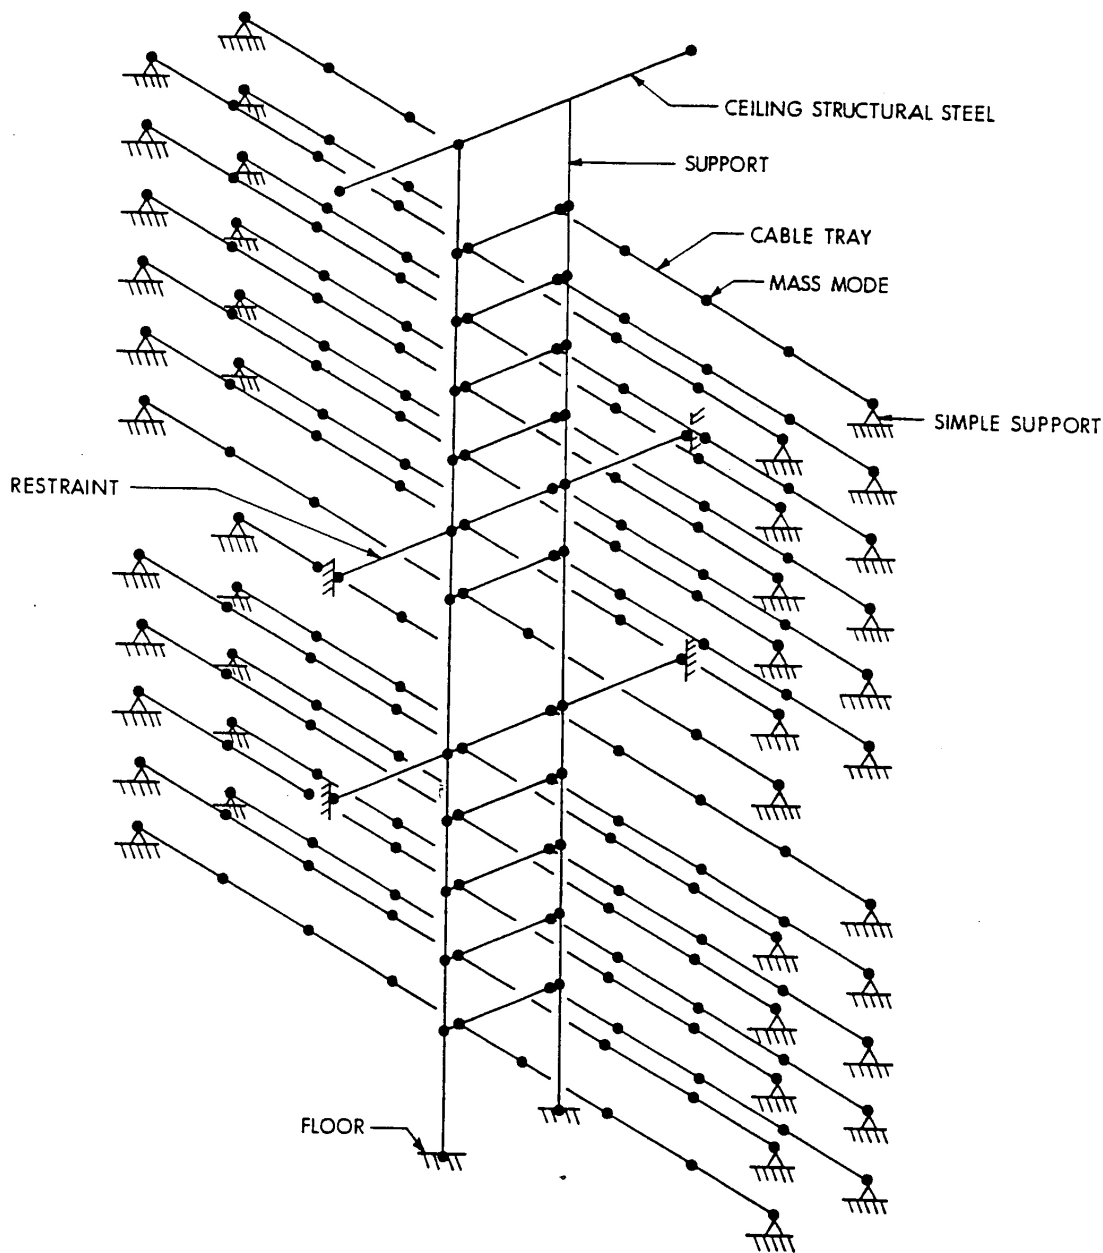 CEILING STRUCTURAL STEEL
SUPPORT
CABLE TRAY
MASS MODE
SIMPLE SUPPORT
RESTRAINT
FLOOR